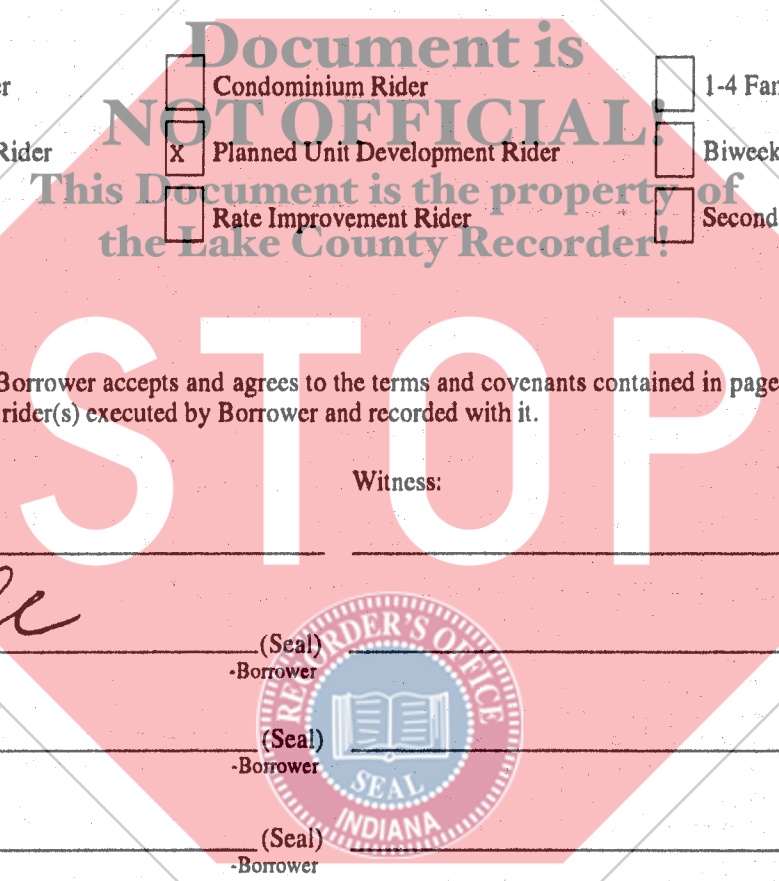 Document is
er Condominium Rider 1-4 Fam
NOT OFFICIAL!
Rider x Planned Unit Development Rider Biweek
This Document is the property of
Rate Improvement Rider Second
the Lake County Recorder!
STOP
Borrower accepts and agrees to the terms and covenants contained in page
rider(s) executed by Borrower and recorded with it.
Witness:
(Seal)
-Borrower
(Seal)
-Borrower
(Seal)
-Borrower
RECORDER'S OFFICE
SEAL
INDIANA